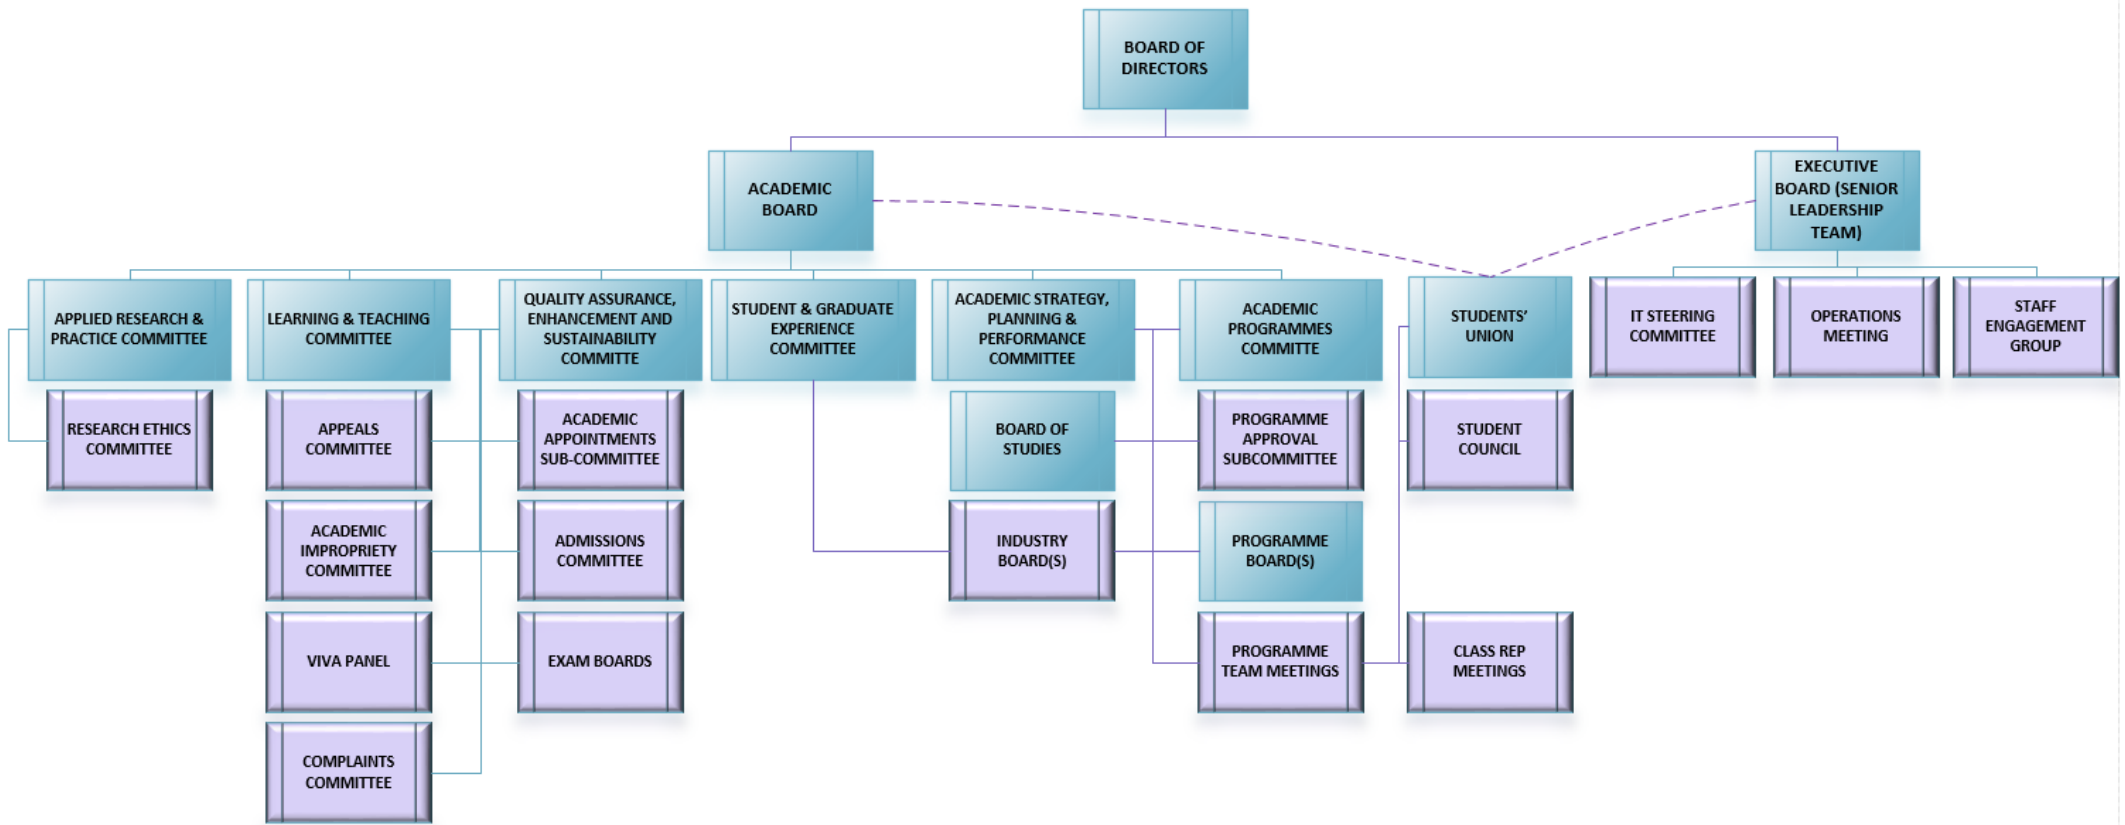 BOARD OF
DIRECTORS
ACADEMIC
BOARD
EXECUTIVE
BOARD (SENIOR
LEADERSHIP
TEAM)
APPLIED RESEARCH &
PRACTICE COMMITTEE
LEARNING & TEACHING
COMMITTEE
QUALITY ASSURANCE,
ENHANCEMENT AND
SUSTAINABILITY
COMMITTE
STUDENT & GRADUATE
EXPERIENCE
COMMITTEE
ACADEMIC STRATEGY,
PLANNING &
PERFORMANCE
COMMITTEE
ACADEMIC
PROGRAMMES
COMMITTE
STUDENTS'
UNION
IT STEERING
COMMITTEE
OPERATIONS
MEETING
STAFF
ENGAGEMENT
GROUP
RESEARCH ETHICS
COMMITTEE
APPEALS
COMMITTEE
ACADEMIC
APPOINTMENTS
SUB-COMMITTEE
BOARD OF
STUDIES
PROGRAMME
APPROVAL
SUBCOMMITTEE
STUDENT
COUNCIL
ACADEMIC
IMPROPRIETY
COMMITTEE
ADMISSIONS
COMMITTEE
INDUSTRY
BOARD(S)
PROGRAMME
BOARD(S)
VIVA PANEL
EXAM BOARDS
PROGRAMME
TEAM MEETINGS
CLASS REP
MEETINGS
COMPLAINTS
COMMITTEE